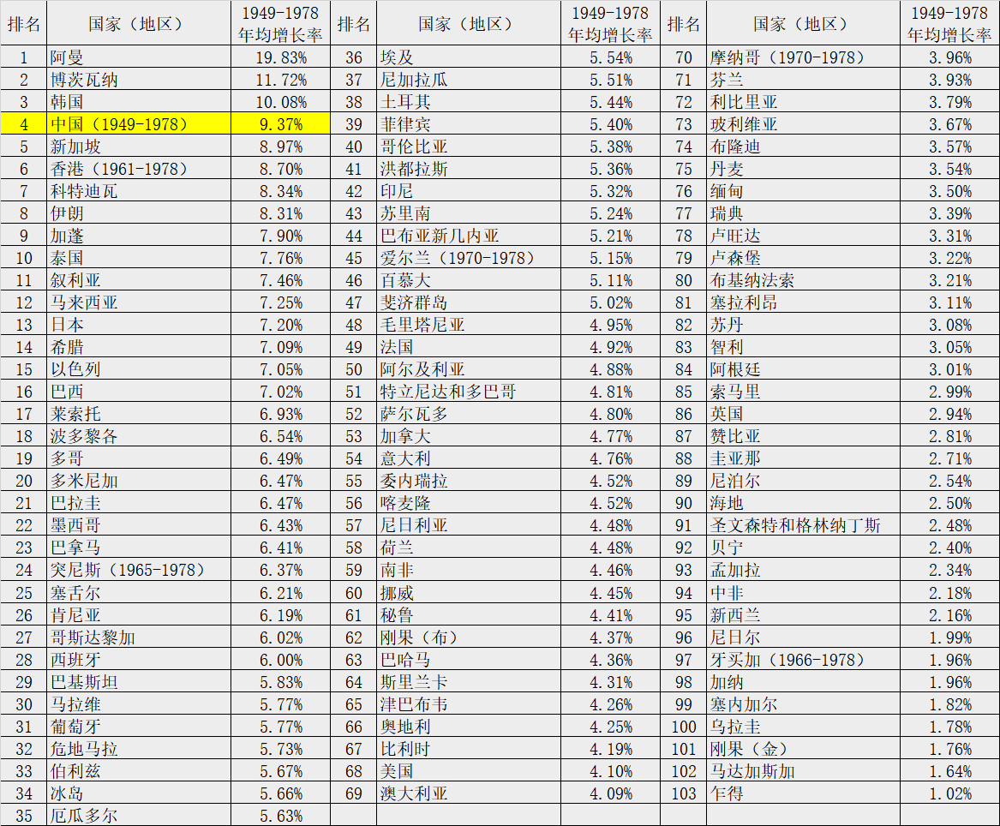 排名 国家（地区） 1949-1978年均增长率 排名 国家（地区） 1949-1978年均增长率 排名 国家（地区） 1949-1978年均增长率
1 阿曼 19.83% 36 埃及 5.54% 70 摩纳哥（1970-1978） 3.96%
2 博茨瓦纳 11.72% 37 尼加拉瓜 5.51% 71 芬兰 3.93%
3 韩国 10.08% 38 土耳其 5.44% 72 利比里亚 3.79%
4 中国（1949-1978） 9.37% 39 菲律宾 5.40% 73 玻利维亚 3.67%
5 新加坡 8.97% 40 哥伦比亚 5.38% 74 布隆迪 3.57%
6 香港（1961-1978） 8.70% 41 洪都拉斯 5.36% 75 丹麦 3.54%
7 科特迪瓦 8.34% 42 印尼 5.32% 76 缅甸 3.50%
8 伊朗 8.31% 43 苏里南 5.24% 77 瑞典 3.39%
9 加蓬 7.90% 44 巴布亚新几内亚 5.21% 78 卢旺达 3.31%
10 泰国 7.76% 45 爱尔兰（1970-1978） 5.15% 79 卢森堡 3.22%
11 叙利亚 7.46% 46 百慕大 5.11% 80 布基纳法索 3.21%
12 马来西亚 7.25% 47 斐济群岛 5.02% 81 塞拉利昂 3.11%
13 日本 7.20% 48 毛里塔尼亚 4.95% 82 苏丹 3.08%
14 希腊 7.09% 49 法国 4.92% 83 智利 3.05%
15 以色列 7.05% 50 阿尔及利亚 4.88% 84 阿根廷 3.01%
16 巴西 7.02% 51 特立尼达和多巴哥 4.81% 85 索马里 2.99%
17 莱索托 6.93% 52 萨尔瓦多 4.80% 86 英国 2.94%
18 波多黎各 6.54% 53 加拿大 4.77% 87 赞比亚 2.81%
19 多哥 6.49% 54 意大利 4.76% 88 圭亚那 2.71%
20 多米尼加 6.47% 55 委内瑞拉 4.52% 89 尼泊尔 2.54%
21 巴拉圭 6.47% 56 喀麦隆 4.52% 90 海地 2.50%
22 墨西哥 6.43% 57 尼日利亚 4.48% 91 圣文森特和格林纳丁斯 2.48%
23 巴拿马 6.41% 58 荷兰 4.48% 92 贝宁 2.40%
24 突尼斯（1965-1978） 6.37% 59 南非 4.46% 93 孟加拉 2.34%
25 塞舌尔 6.21% 60 挪威 4.45% 94 中非 2.18%
26 肯尼亚 6.19% 61 秘鲁 4.41% 95 新西兰 2.16%
27 哥斯达黎加 6.02% 62 刚果（布） 4.37% 96 尼日尔 1.99%
28 西班牙 6.00% 63 巴哈马 4.36% 97 牙买加（1966-1978） 1.96%
29 巴基斯坦 5.83% 64 斯里兰卡 4.31% 98 加纳 1.96%
30 马拉维 5.77% 65 津巴布韦 4.26% 99 塞内加尔 1.82%
31 葡萄牙 5.77% 66 奥地利 4.25% 100 乌拉圭 1.78%
32 危地马拉 5.73% 67 比利时 4.19% 101 刚果（金） 1.76%
33 伯利兹 5.67% 68 美国 4.10% 102 马达加斯加 1.64%
34 冰岛 5.66% 69 澳大利亚 4.09% 103 乍得 1.02%
35 厄瓜多尔 5.63%